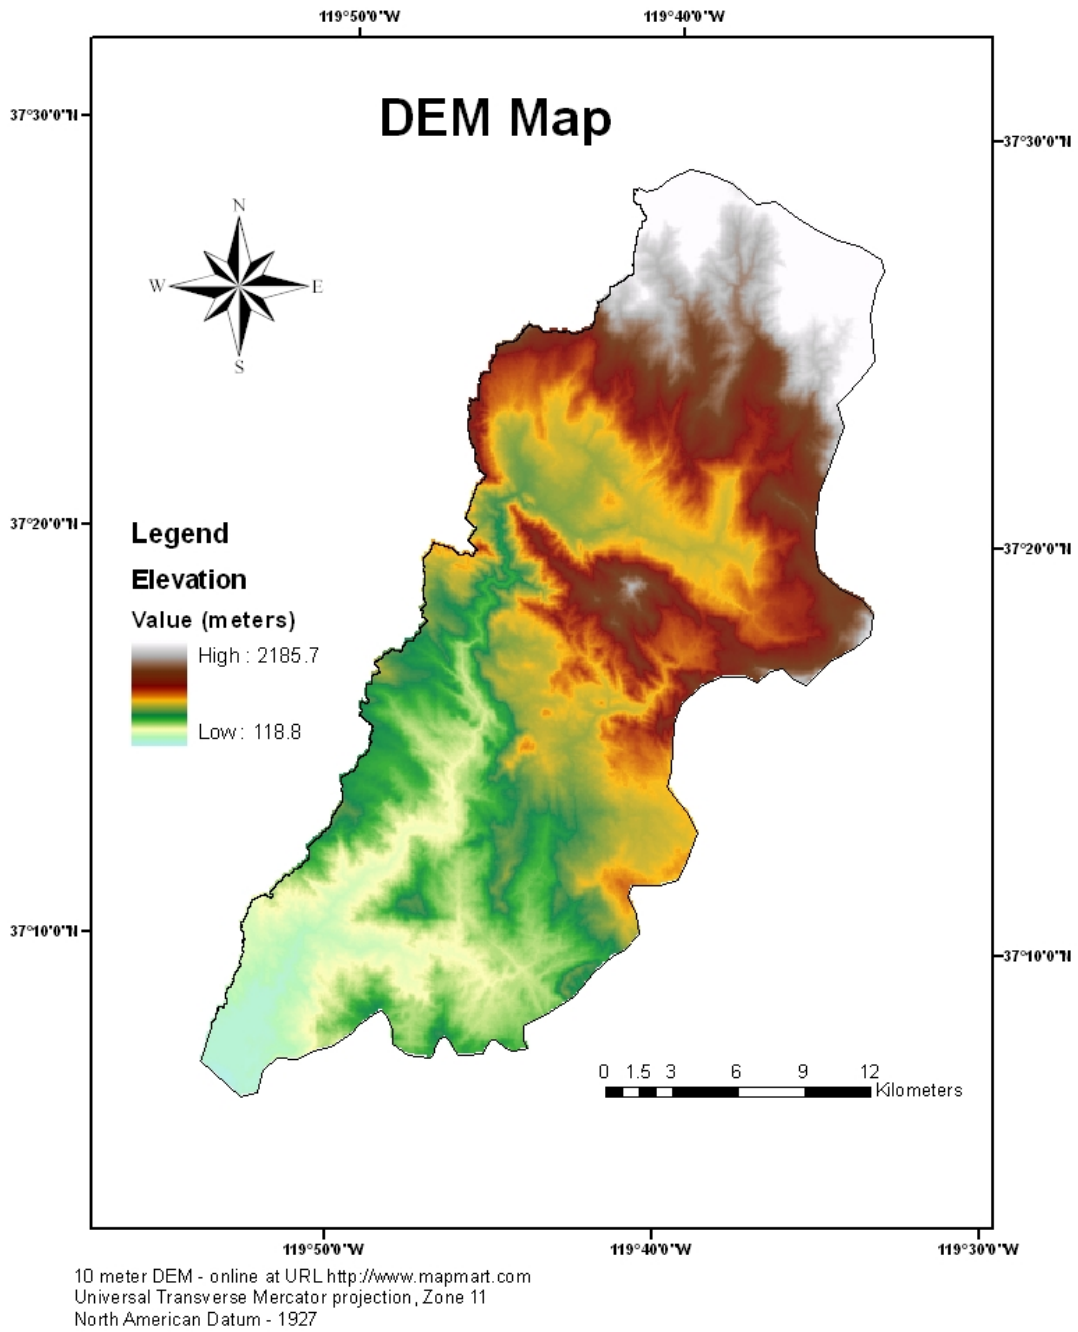 119°50'0"W 119°40'0"W
37°30'0"N
DEM Map
37°30'0"N
N
W E
S
37°20'0"N
37°20'0"N
Legend
Elevation
Value (meters)
High : 2185.7
Low : 118.8
37°10'0"N
37°10'0"N
0 1.5 3 6 9 12
Kilometers
119°50'0"W 119°40'0"W 119°30'0"W
10 meter DEM - online at URL http://www.mapmart.com
Universal Transverse Mercator projection, Zone 11
North American Datum - 1927